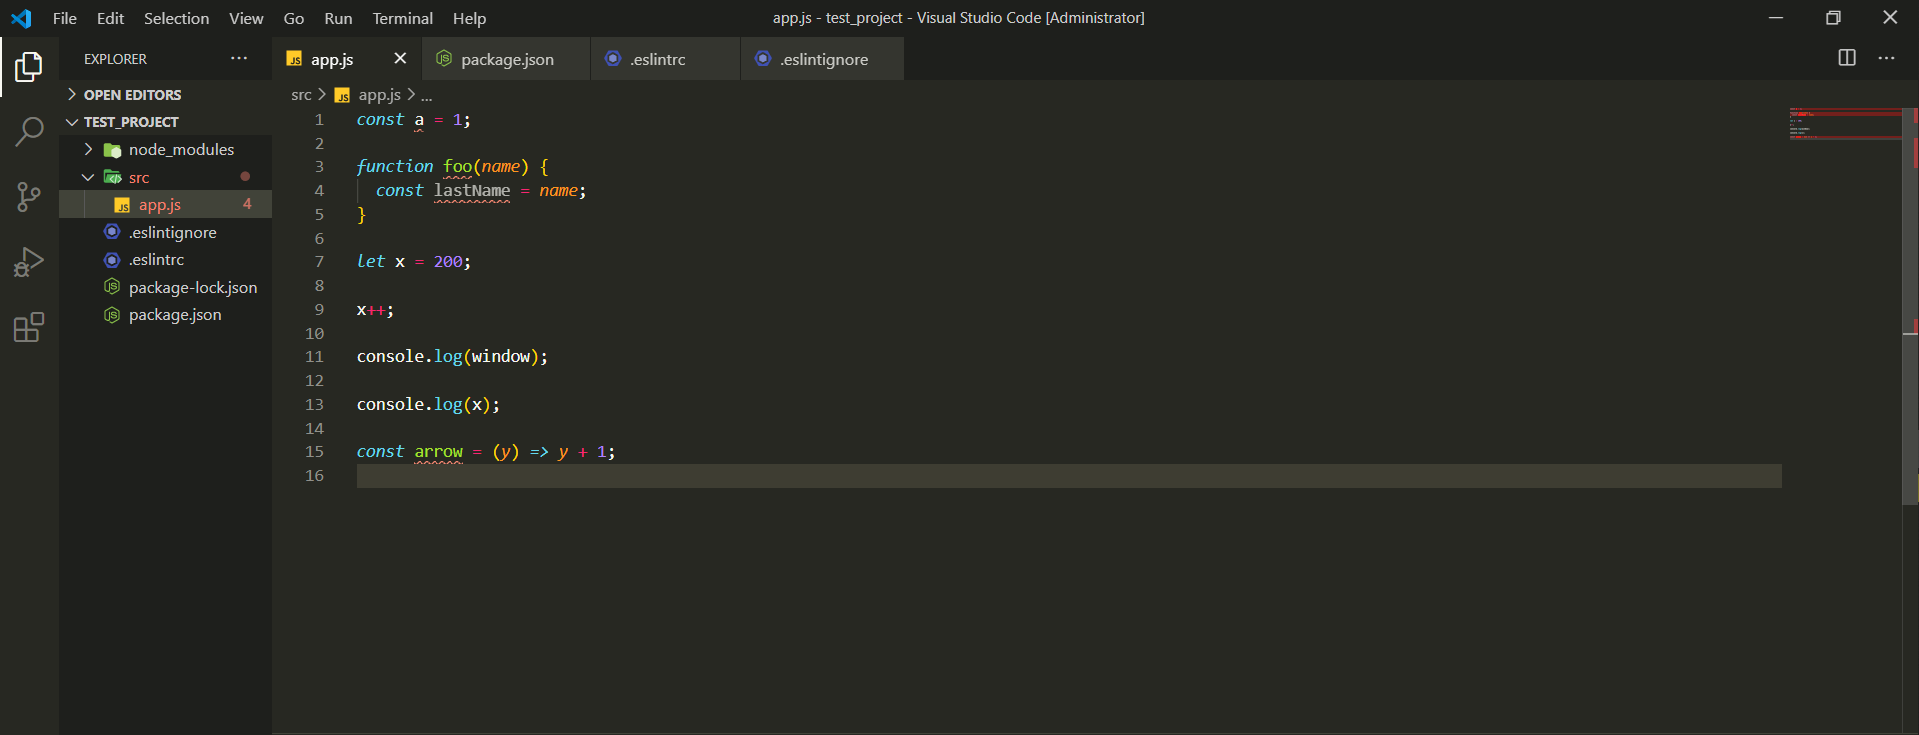 File Edit Selection View Go Run Terminal Help
app.js - test_project - Visual Studio Code [Administrator]
EXPLORER
OPEN EDITORS
TEST_PROJECT
node_modules
src
app.js 4
.eslintignore
.eslintrc
package-lock.json
package.json
app.js
package.json
.eslintrc
.eslintignore
src > app.js > ...
1 const a = 1;
2
3 function foo(name) {
4 const lastName = name;
5 }
6
7 let x = 200;
8
9 x++;
10
11 console.log(window);
12
13 console.log(x);
14
15 const arrow = (y) => y + 1;
16